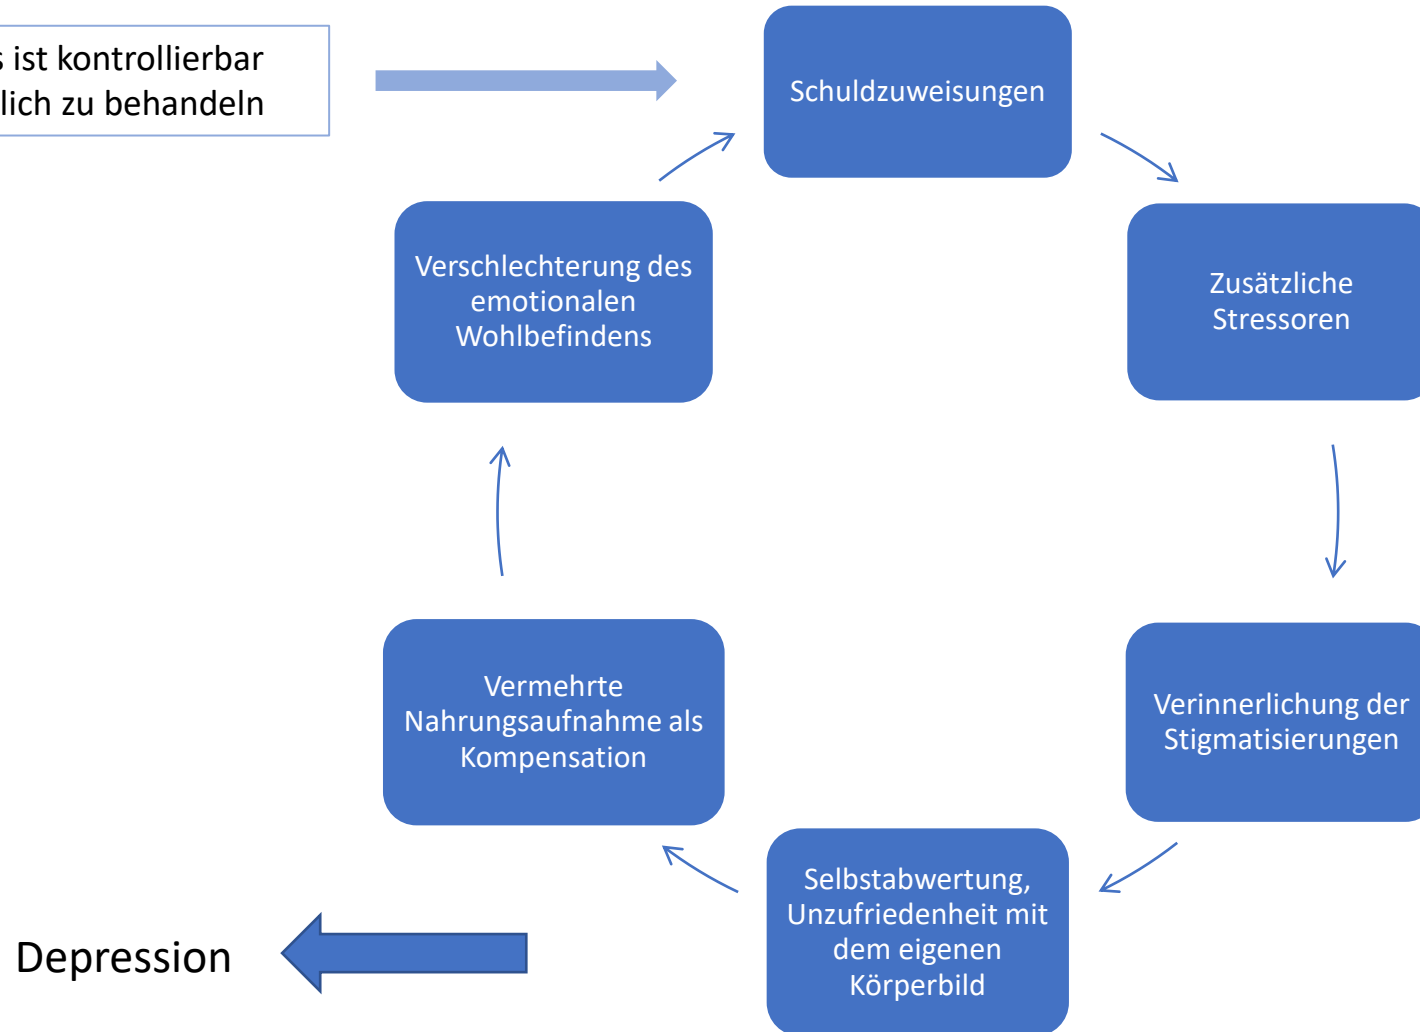 ist kontrollierbar
zu behandeln
Schuldzuweisungen
Zusätzliche
Stressoren
Verinnerlichung der
Stigmatisierungen
Selbstabwertung,
Unzufriedenheit mit
dem eigenen
Körperbild
Vermehrte
Nahrungsaufnahme als
Kompensation
Verschlechterung des
emotionalen
Wohlbefindens
Depression